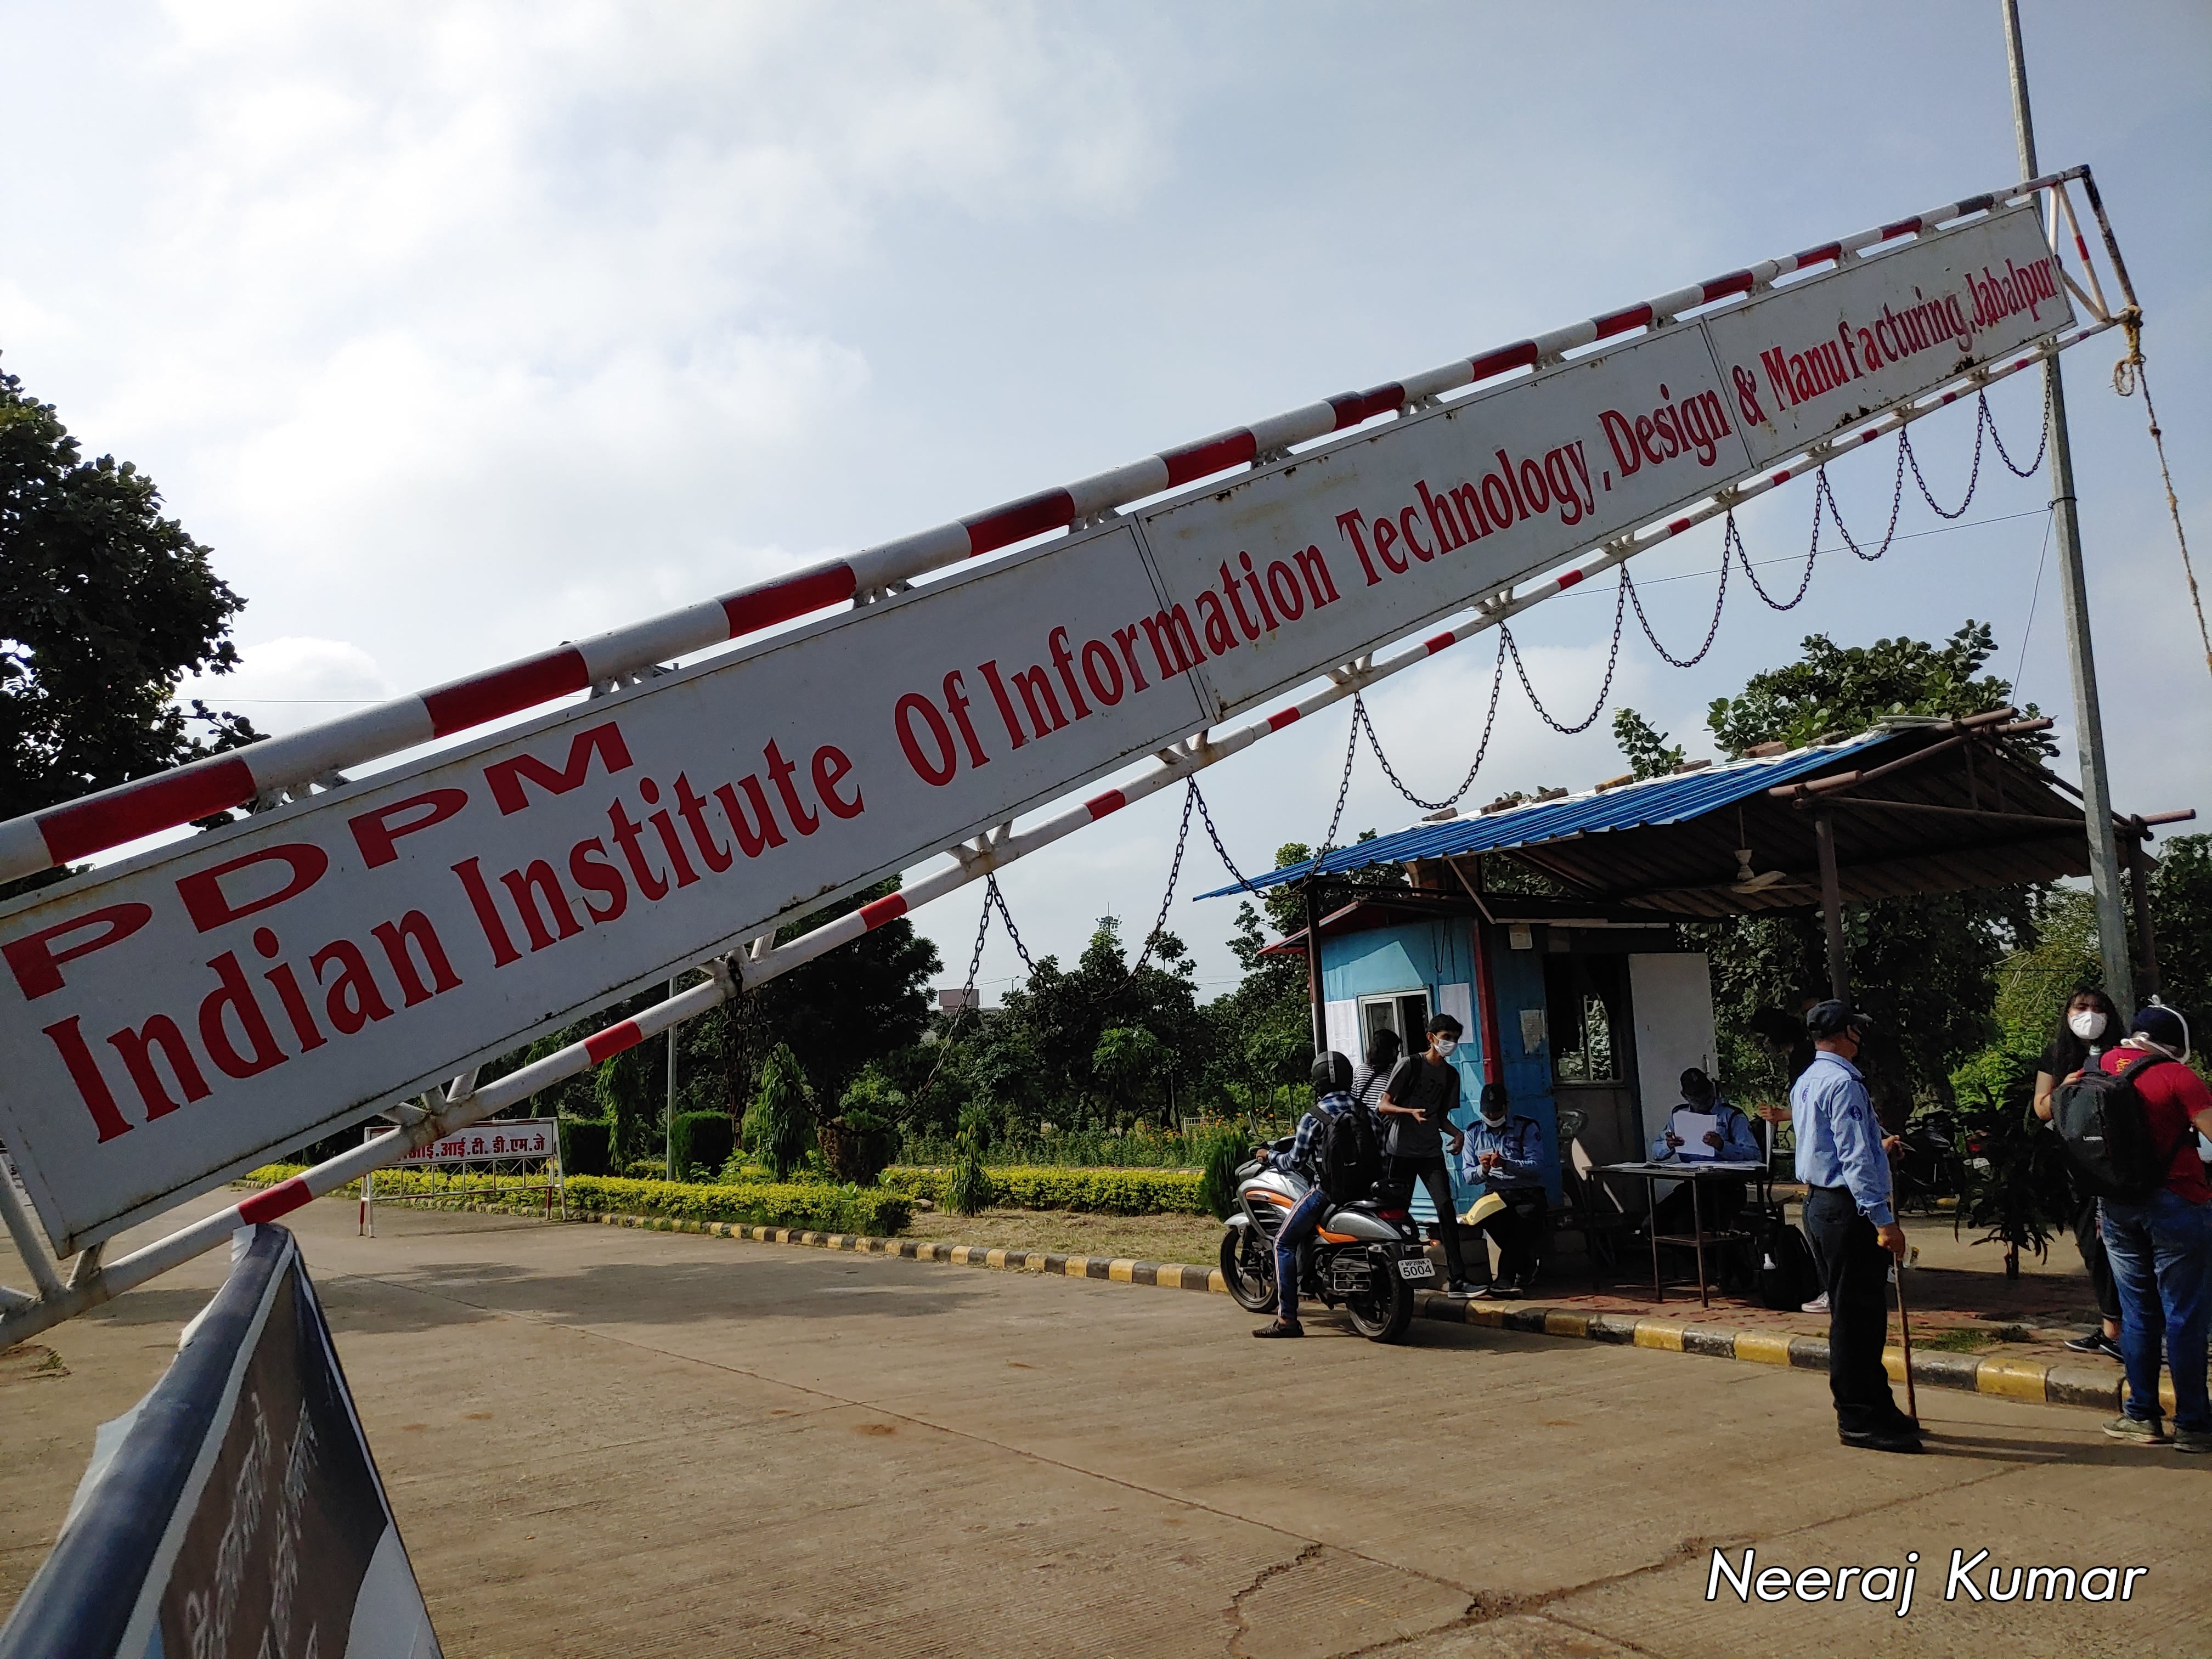 PDPM
Indian Institute Of Information Technology, Design & Manufacturing, Jabalpur
आई.आई.टी. डी.एम.जे
5004
Neeraj Kumar